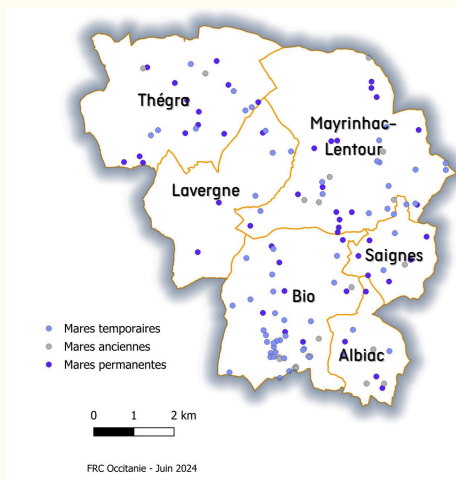 Thégra
Mayrinhac-
Lentour
Lavergne
Saignes
Bio
Albiac
Mares temporaires
Mares anciennes
Mares permanentes
0 1 2 km
FRC Occitanie - Juin 2024